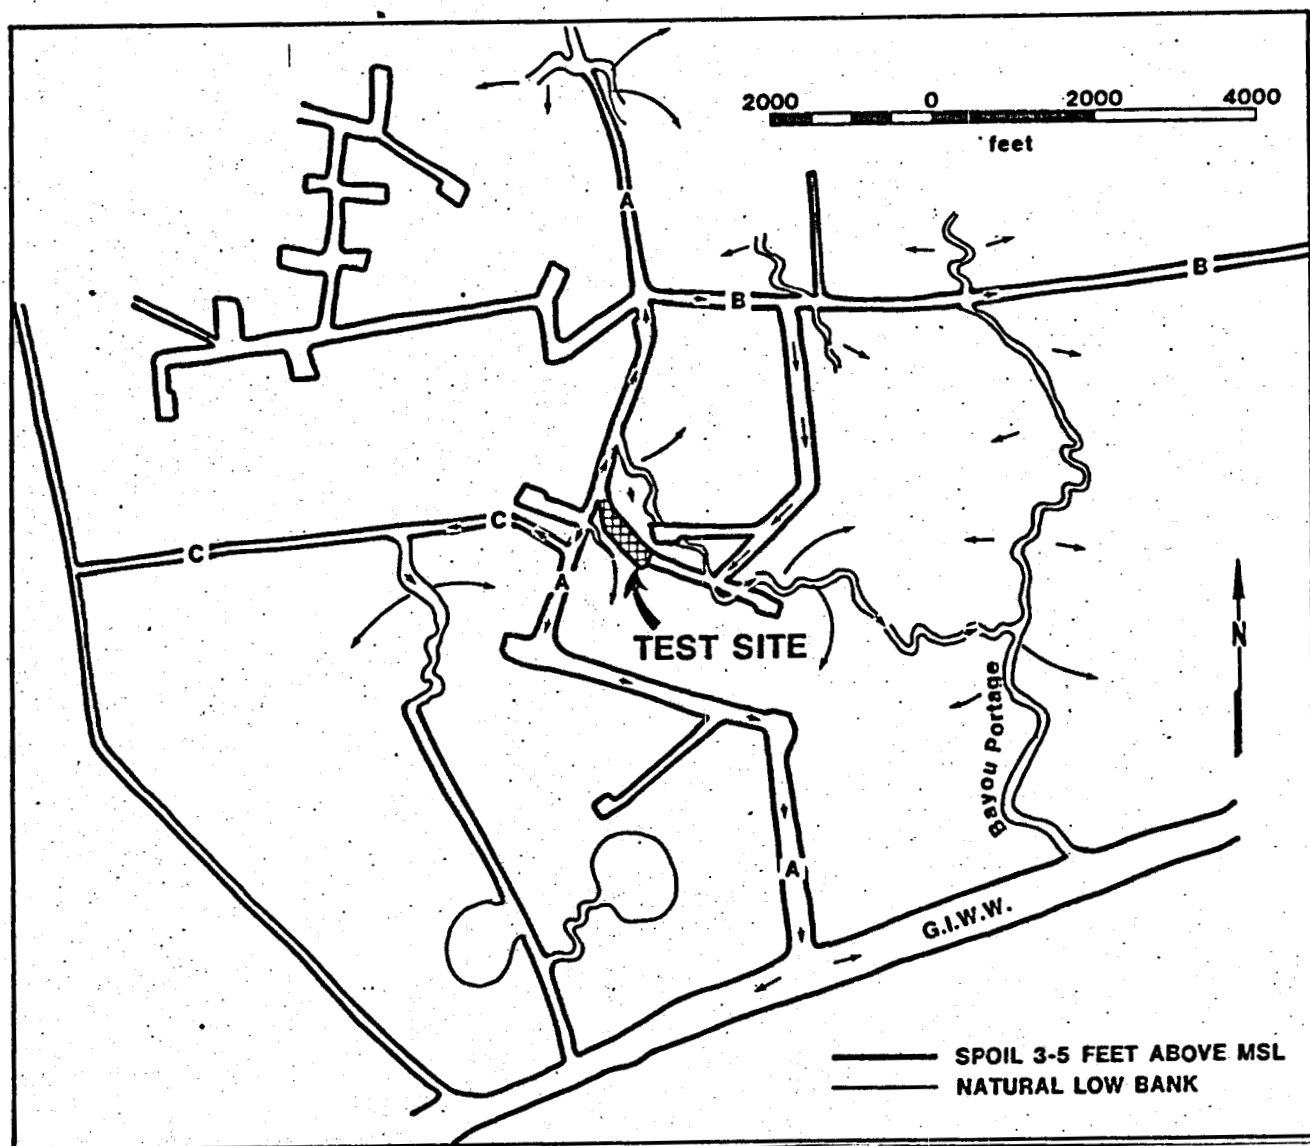 2000 0 2000 4000
feet
A
B
B
C
C
A
TEST SITE
N
Bayou Portage
A
G.I.W.W.
SPOIL 3-5 FEET ABOVE MSL
NATURAL LOW BANK